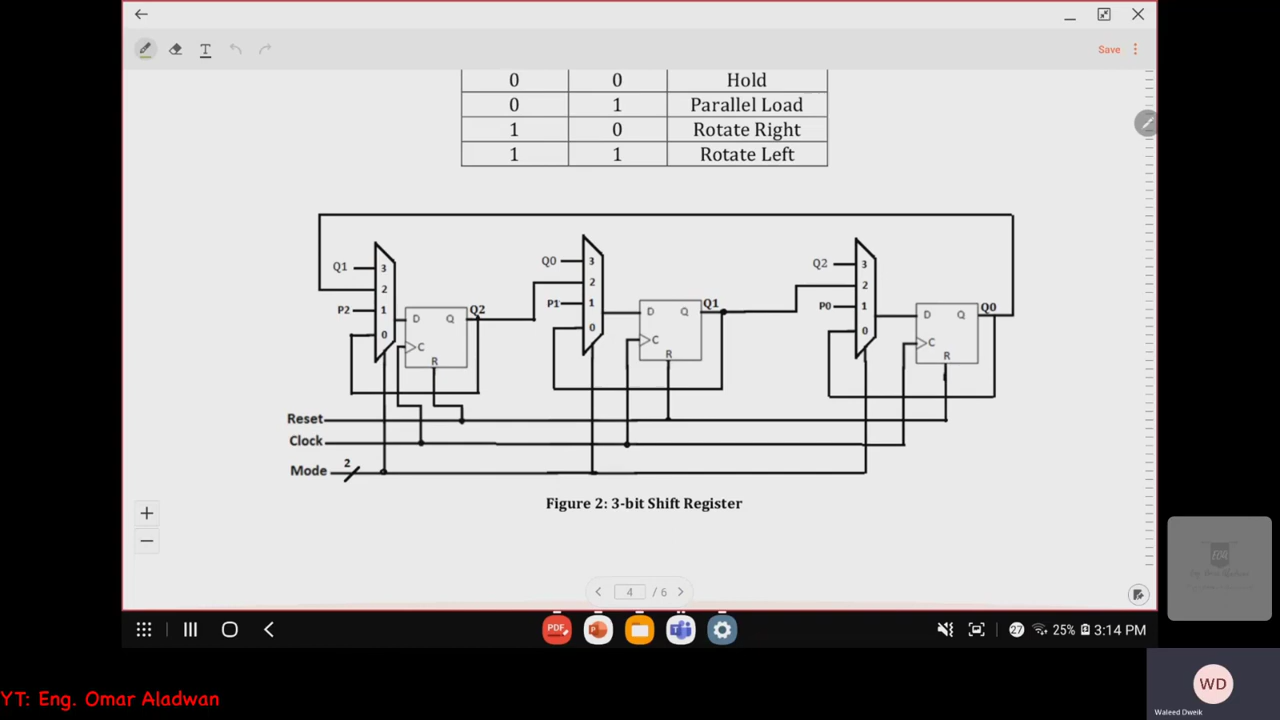 Save
0 0 Hold
0 1 Parallel Load
1 0 Rotate Right
1 1 Rotate Left
Q1 3
2
P2 1
0
D Q
C
R
Q2
Q0 3
2
P1 1
0
D Q
C
R
Q1
Q2 3
2
P0 1
0
D Q
C
R
Q0
Reset
Clock
Mode 2
Figure 2: 3-bit Shift Register
4 / 6
PDF
27 25% 3:14 PM
EOA
WD
Waleed Dweik
YT: Eng. Omar Aladwan